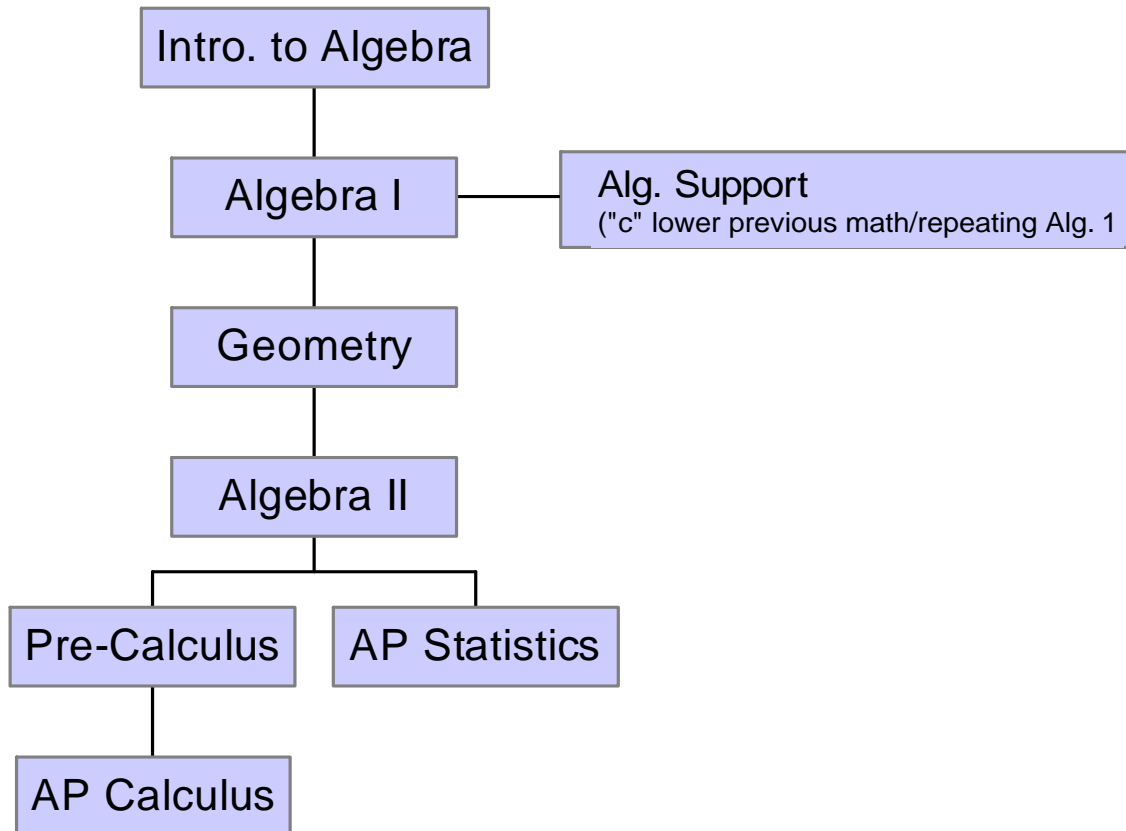 Intro. to Algebra
Algebra I
Alg. Support
("c" lower previous math/repeating Alg. 1
Geometry
Algebra II
Pre-Calculus
AP Statistics
AP Calculus